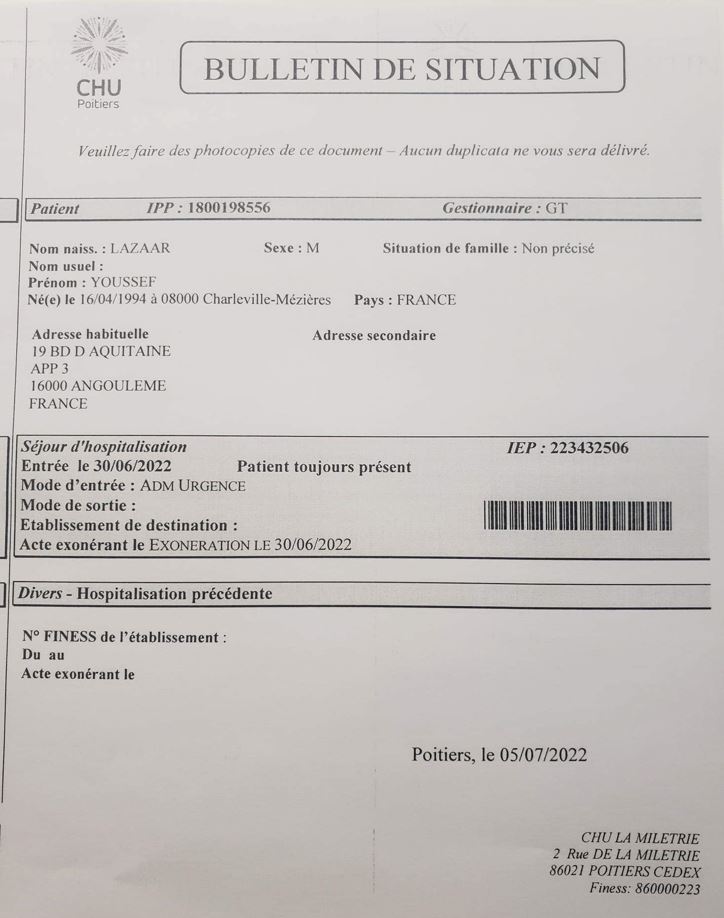 CHU
Poitiers
BULLETIN DE SITUATION
Veuillez faire des photocopies de ce document – Aucun duplicata ne vous sera délivré.
Patient IPP : 1800198556 Gestionnaire : GT
Nom naiss. : LAZAAR Sexe : M Situation de famille : Non précisé
Nom usuel :
Prénom : YOUSSEF
Né(e) le 16/04/1994 à 08000 Charleville-Mézières Pays : FRANCE
Adresse habituelle Adresse secondaire
19 BD D AQUITAINE
APP 3
16000 ANGOULEME
FRANCE
Séjour d'hospitalisation IEP : 223432506
Entrée le 30/06/2022 Patient toujours présent
Mode d'entrée : ADM URGENCE
Mode de sortie :
Etablissement de destination :
Acte exonérant le EXONERATION LE 30/06/2022
Divers - Hospitalisation précédente
N° FINESS de l'établissement :
Du au
Acte exonérant le
Poitiers, le 05/07/2022
CHU LA MILETRIE
2 Rue DE LA MILETRIE
86021 POITIERS CEDEX
Finess: 860000223